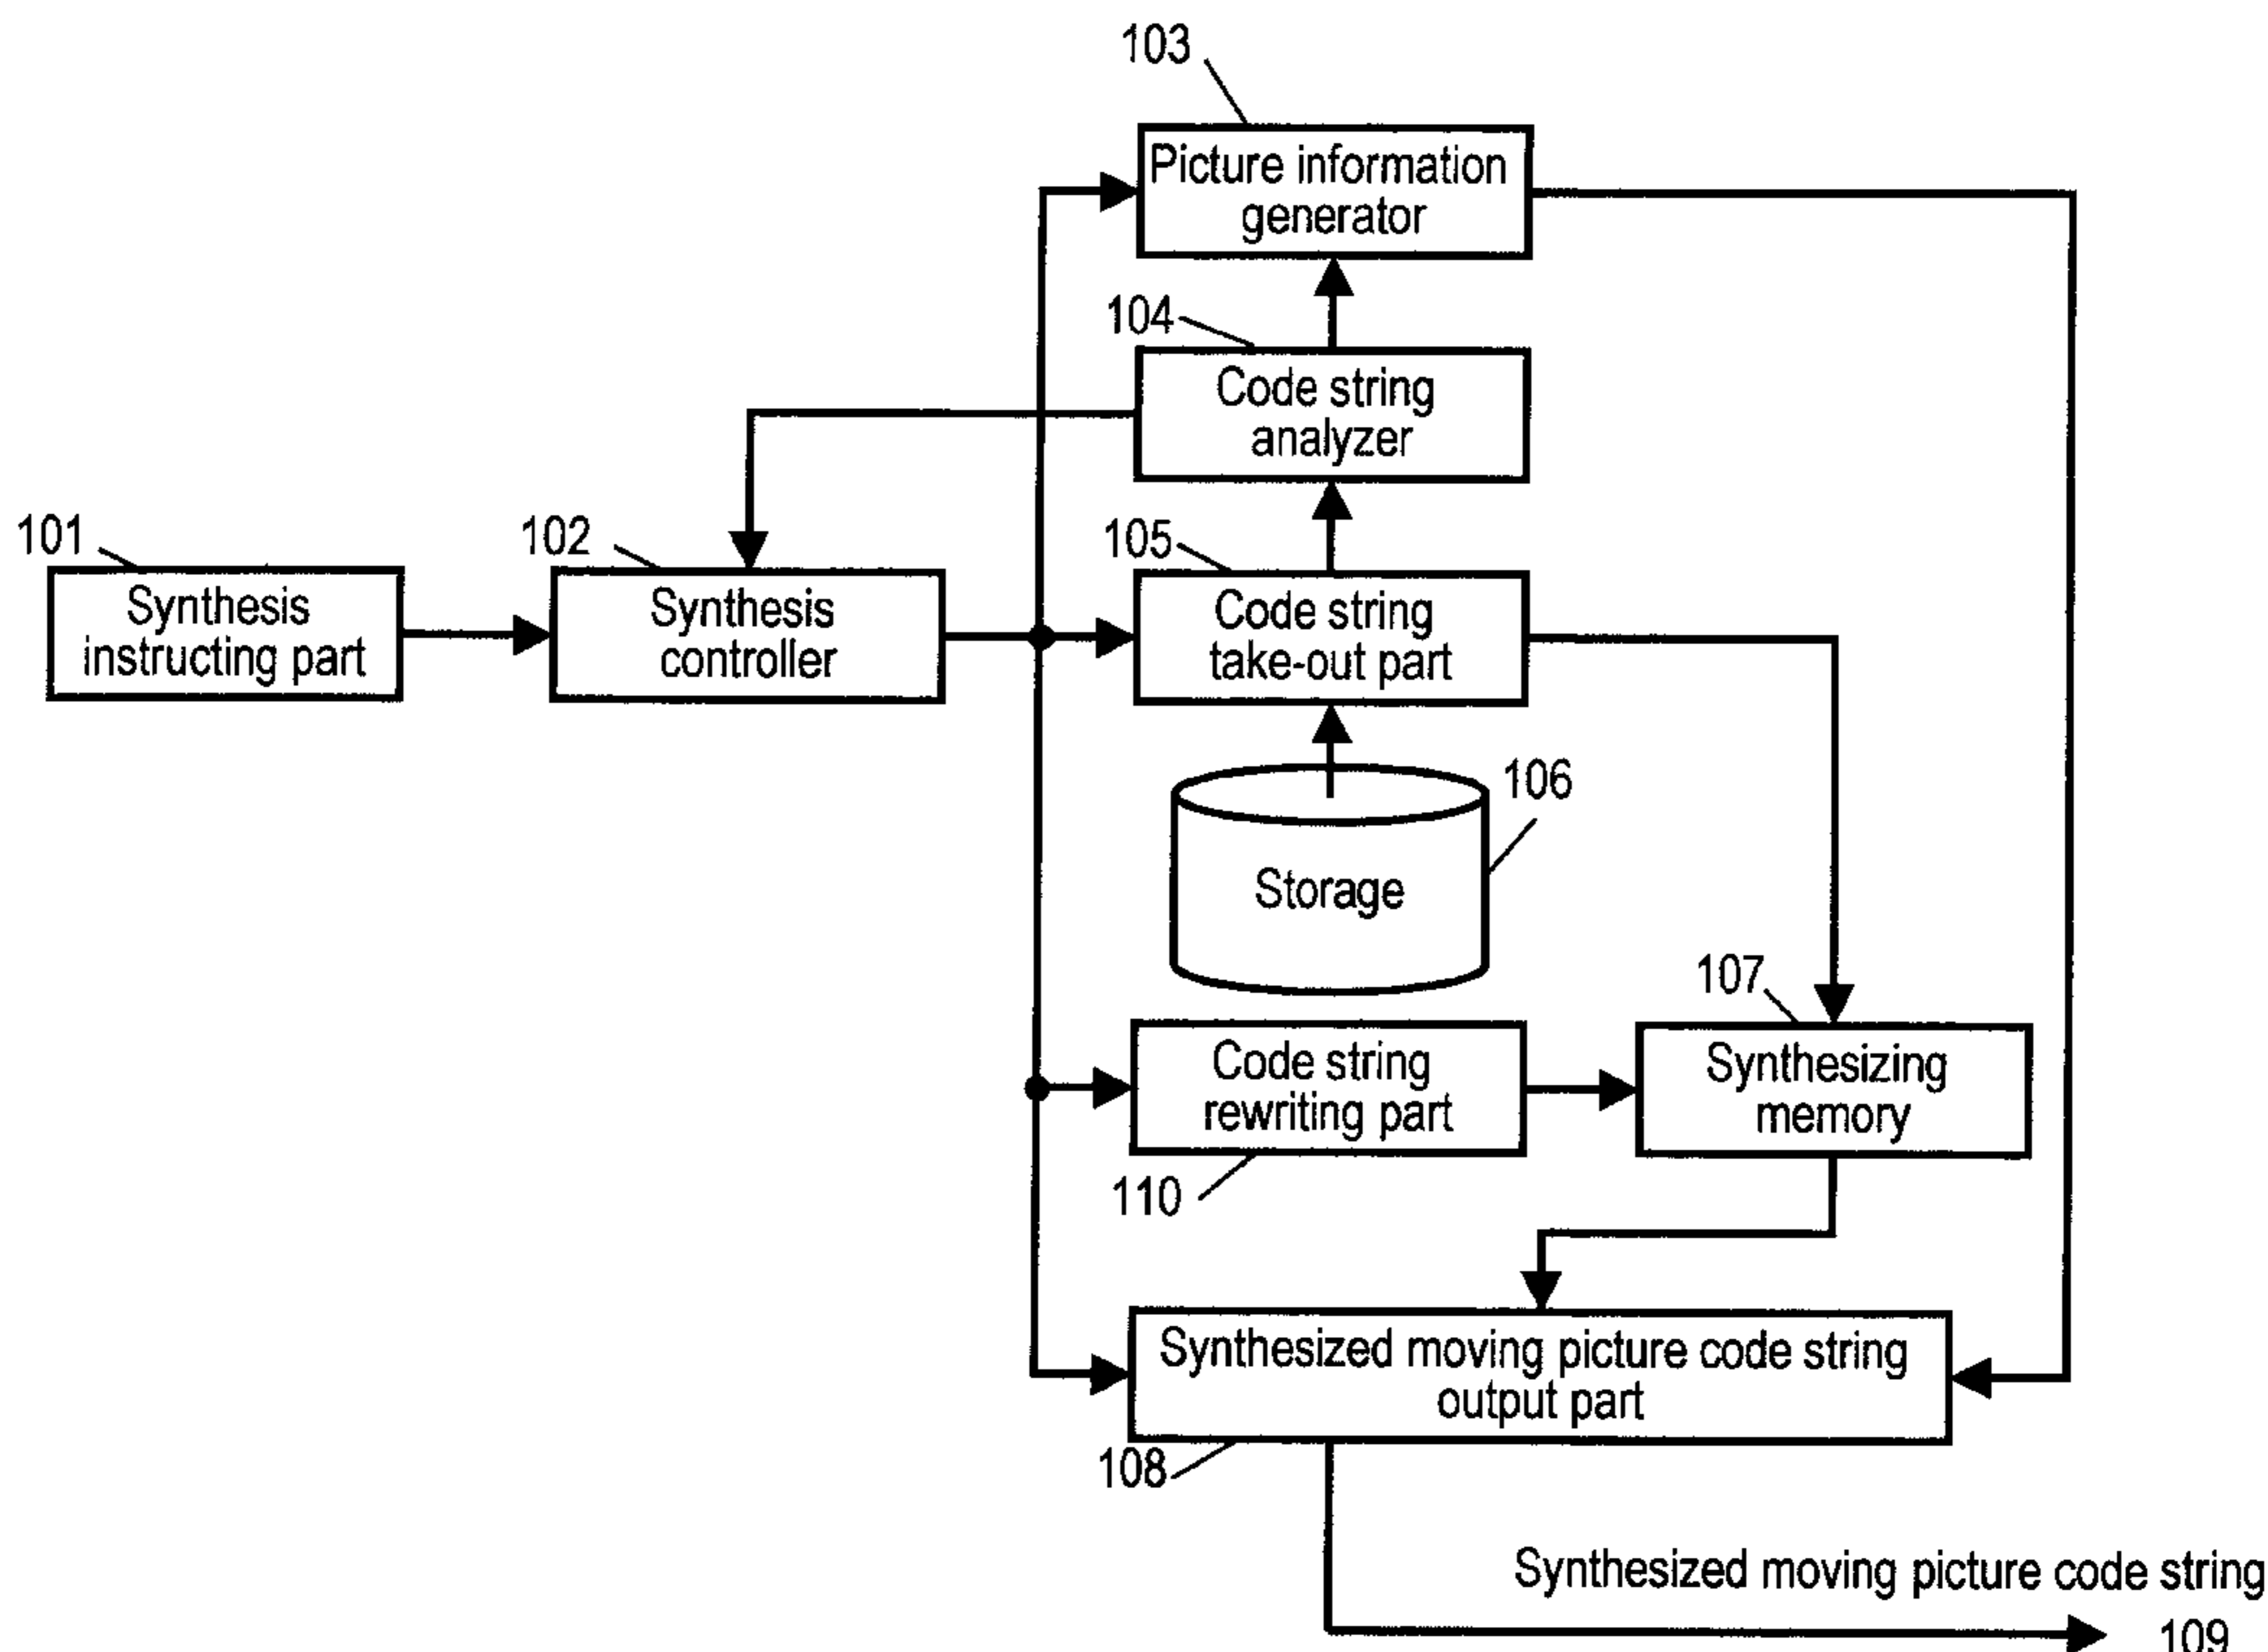 103
Picture information
generator
104
Code string
analyzer
101
102
105
Synthesis
instructing part
Synthesis
controller
Code string
take-out part
106
Storage
107
Code string
rewriting part
Synthesizing
memory
110
Synthesized moving picture code string
output part
108
Synthesized moving picture code string
109